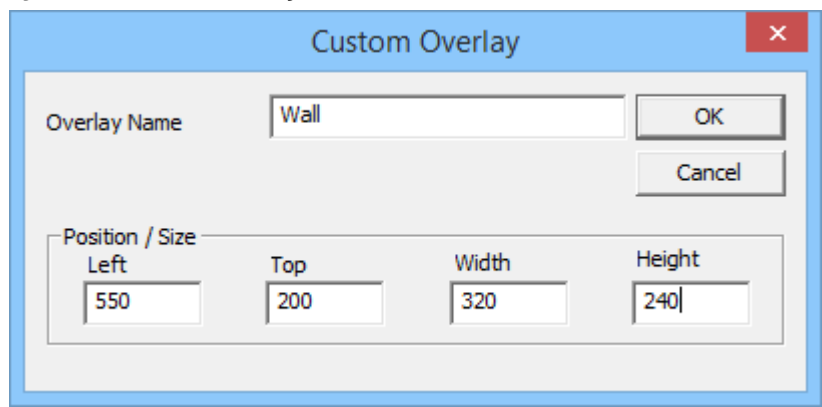 Custom Overlay
Overlay Name Wall OK
Cancel
Position / Size
Left Top Width Height
550 200 320 240